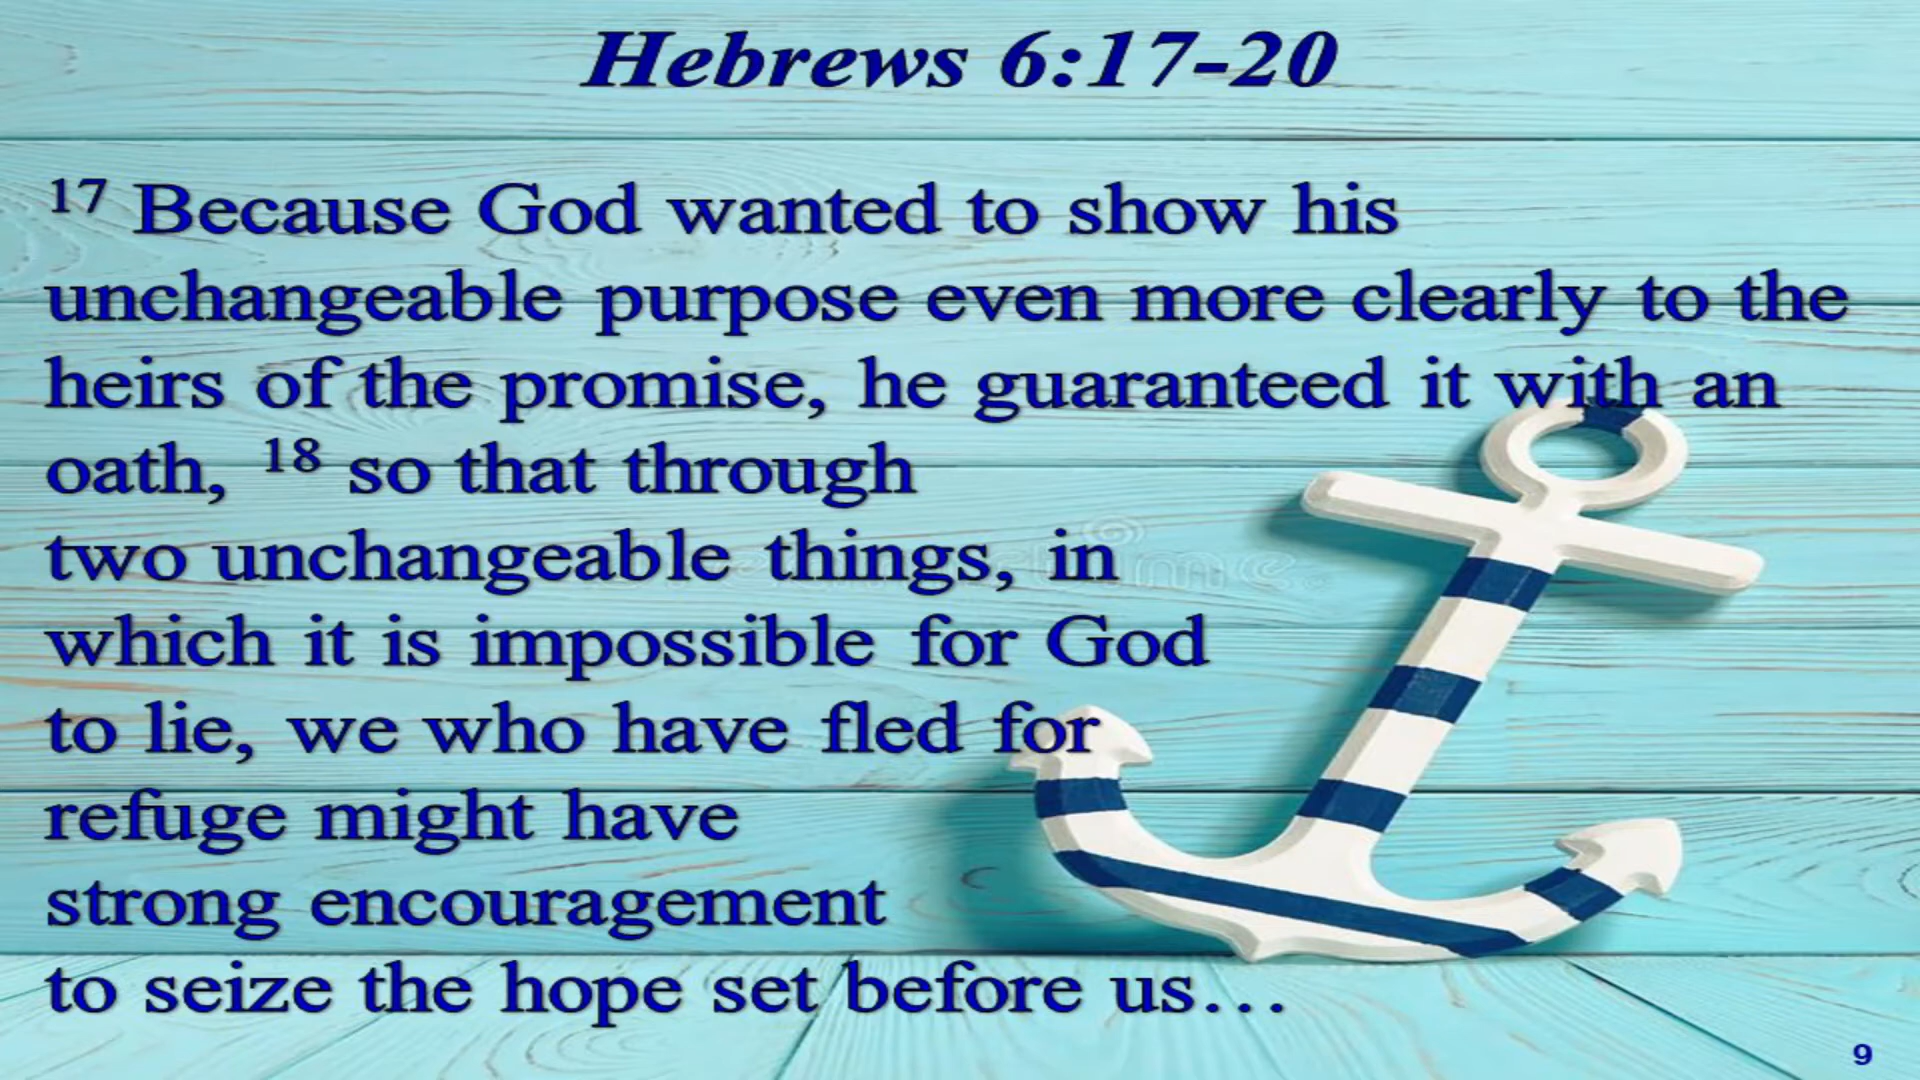 Hebrews 6:17-20
17 Because God wanted to show his
unchangeable purpose even more clearly to the
heirs of the promise, he guaranteed it with an
oath, 18 so that through
two unchangeable things, in
which it is impossible for God
to lie, we who have fled for
refuge might have
strong encouragement
to seize the hope set before us…
9